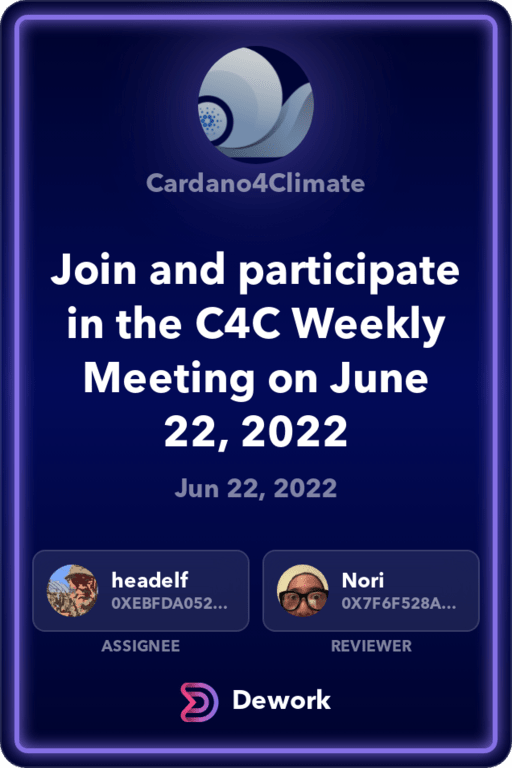 Cardano4Climate
Join and participate
in the C4C Weekly
Meeting on June
22, 2022
Jun 22, 2022
headelf
0XEBFDA052...
Nori
0X7F6F528A...
ASSIGNEE
REVIEWER
Dework